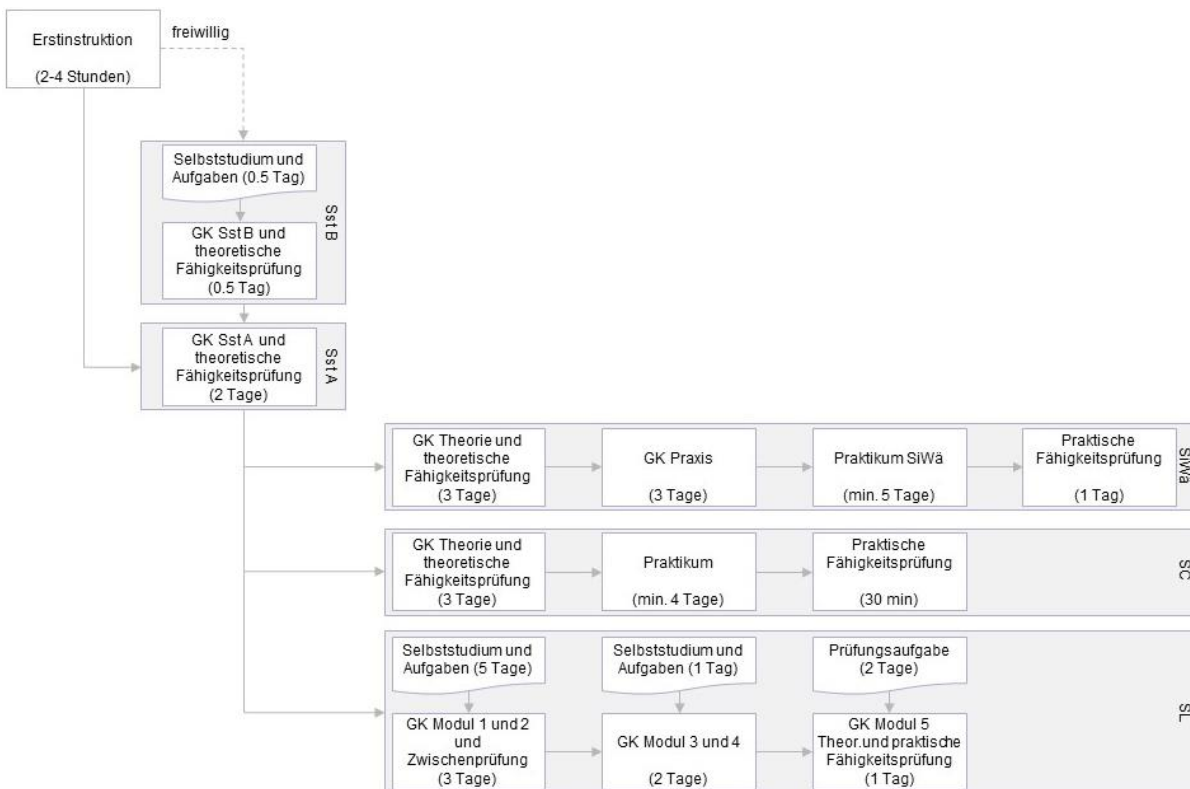 Erstinstruktion
(2-4 Stunden)
freiwillig
Selbststudium und
Aufgaben (0.5 Tag)
GK Sst B und
theoretische
Fähigkeitsprüfung
(0.5 Tag)
Sst B
GK Sst A und
theoretische
Fähigkeitsprüfung
(2 Tage)
Sst A
GK Theorie und
theoretische
Fähigkeitsprüfung
(3 Tage)
GK Praxis
(3 Tage)
Praktikum SiWä
(min. 5 Tage)
Praktische
Fähigkeitsprüfung
(1 Tag)
SiWä
GK Theorie und
theoretische
Fähigkeitsprüfung
(3 Tage)
Praktikum
(min. 4 Tage)
Praktische
Fähigkeitsprüfung
(30 min)
SC
Selbststudium und
Aufgaben (5 Tage)
Selbststudium und
Aufgaben (1 Tag)
Prüfungsaufgabe
(2 Tage)
GK Modul 1 und 2
und
Zwischenprüfung
(3 Tage)
GK Modul 3 und 4
(2 Tage)
GK Modul 5
Theor.und praktische
Fähigkeitsprüfung
(1 Tag)
SL